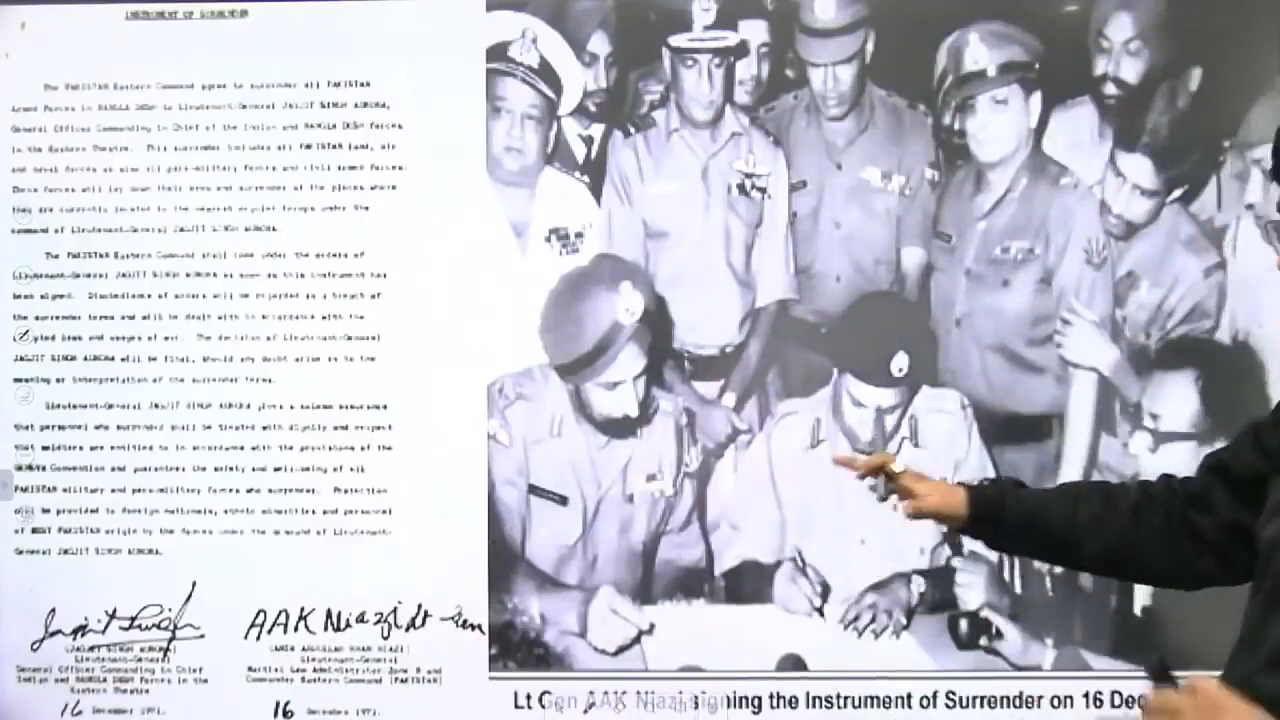 INSTRUMENT OF SURRENDER
The PAKISTAN Eastern Command agree to surrender all PAKISTAN
Armed Forces in BANGLA DESH to Lieutenant-General JAGJIT SINGH AURORA,
General Officer Commanding in Chief of the Indian and BANGLA DESH forces
in the Eastern Theatre. This surrender includes all PAKISTAN land, air
and naval forces as also all para-military forces and civil armed forces.
These forces will lay down their arms and surrender at the places where
they are currently located to the nearest regular troops under the
command of Lieutenant-General JAGJIT SINGH AURORA.
The PAKISTAN Eastern Command shall come under the orders of
Lieutenant-General JAGJIT SINGH AURORA as soon as this instrument has
been signed. Disobedience of orders will be regarded as a breach of
the surrender terms and will be dealt with in accordance with the
pted laws and usages of war. The decision of Lieutenant-General
JAGJIT SINGH AURORA will be final, should any doubt arise as to the
meaning or interpretation of the surrender terms.
Lieutenant-General JAGJIT SINGH AURORA gives a solemn assurance
that personnel who surrender shall be treated with dignity and respect
that soldiers are entitled to in accordance with the provisions of the
GENEVA Convention and guarantees the safety and well-being of all
PAKISTAN military and para-military forces who surrender. Protection
will be provided to foreign nationals, ethnic minorities and personnel
of WEST PAKISTAN origin by the forces under the command of Lieutenant-
General JAGJIT SINGH AURORA.
Jagjit Singh AAK Niazi Lt Gen
(JAGJIT SINGH AURORA) (AMIR ABDULLAH KHAN NIAZI)
Lieutenant-General Lieutenant-General
General Officer Commanding in Chief Martial Law Administrator Zone B and
Indian and BANGLA DESH Forces in the Commander Eastern Command (PAKISTAN)
Eastern Theatre
16 December 1971. 16 December 1971.
Lt Gen AAK Niazi signing the Instrument of Surrender on 16 Dec